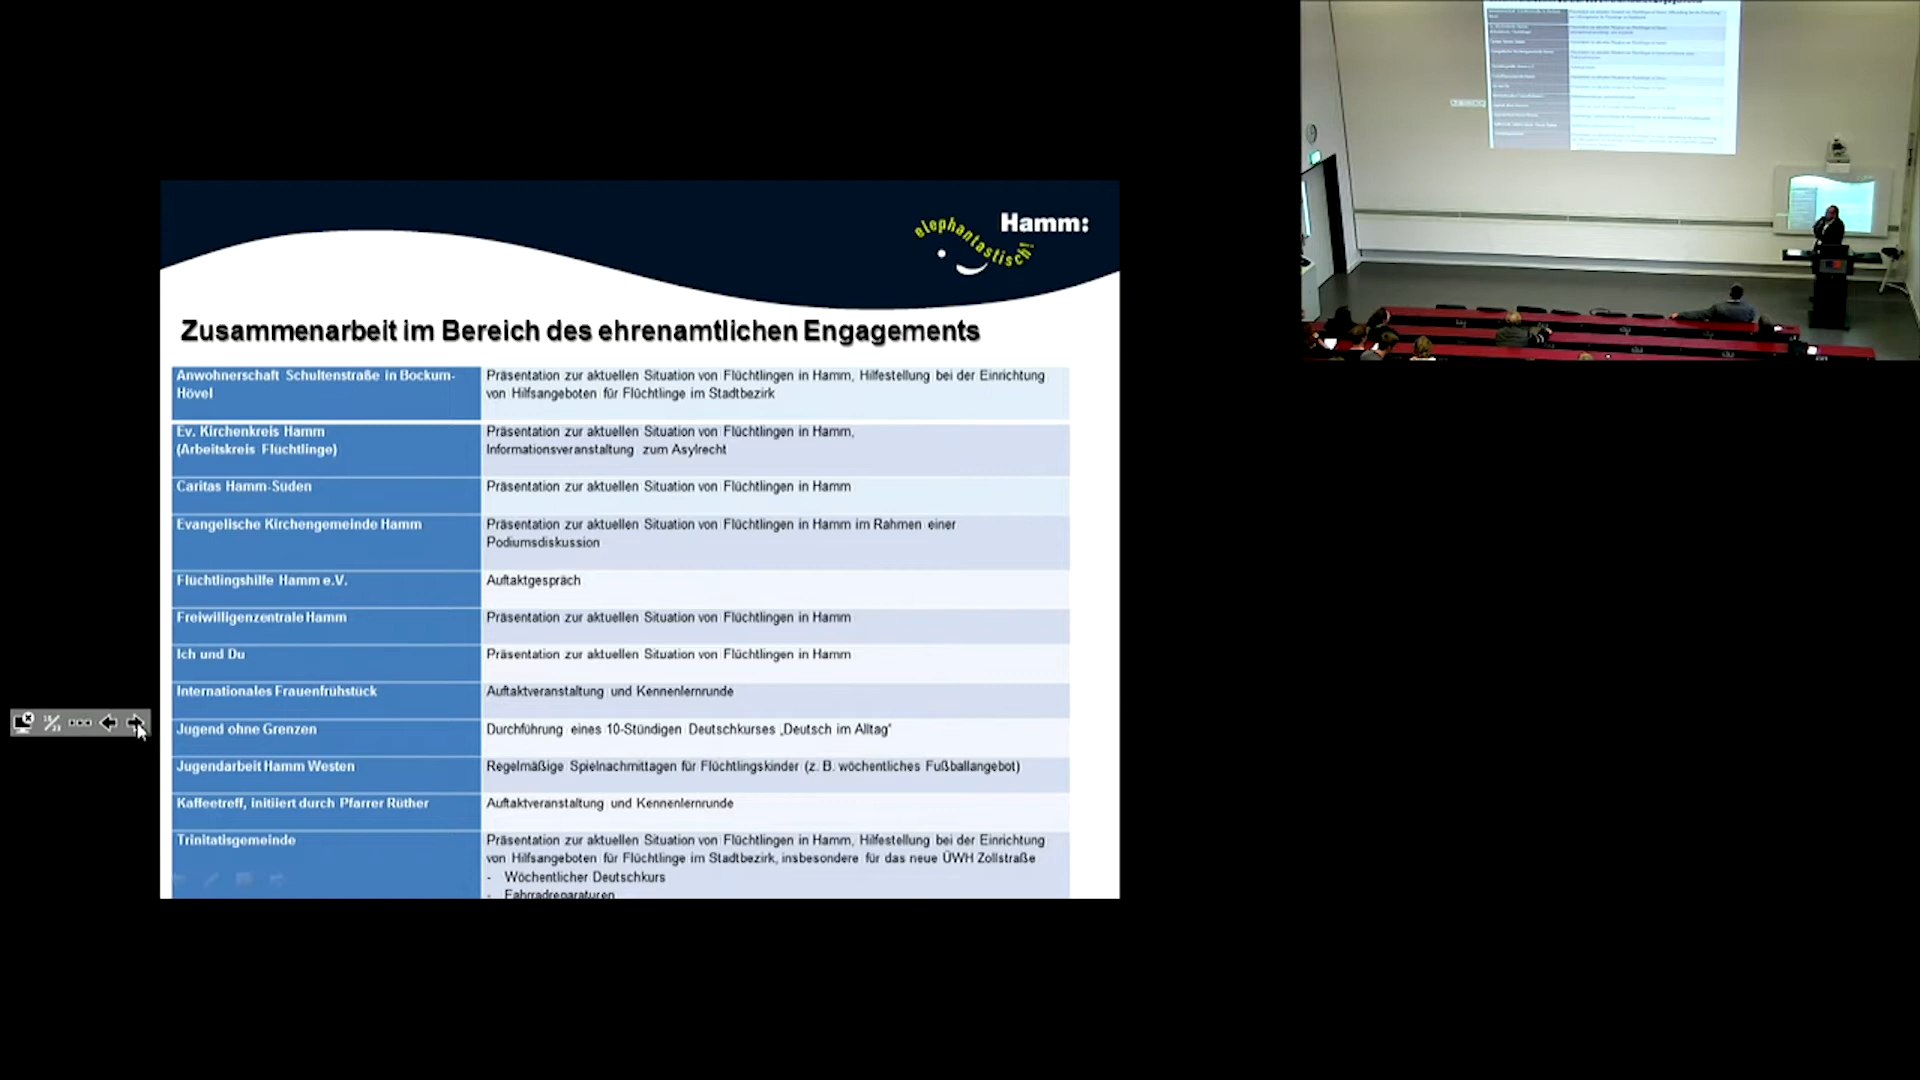 elephantastisch!
Hamm:
Zusammenarbeit im Bereich des ehrenamtlichen Engagements
Anwohnerschaft Schultenstraße in Bockum-
Hövel
Präsentation zur aktuellen Situation von Flüchtlingen in Hamm, Hilfestellung bei der Einrichtung
von Hilfsangeboten für Flüchtlinge im Stadtbezirk
Ev. Kirchenkreis Hamm
(Arbeitskreis Flüchtlinge)
Präsentation zur aktuellen Situation von Flüchtlingen in Hamm,
Informationsveranstaltung zum Asylrecht
Caritas Hamm-Süden
Präsentation zur aktuellen Situation von Flüchtlingen in Hamm
Evangelische Kirchengemeinde Hamm
Präsentation zur aktuellen Situation von Flüchtlingen in Hamm im Rahmen einer
Podiumsdiskussion
Flüchtlingshilfe Hamm e.V.
Auftaktgespräch
Freiwilligenzentrale Hamm
Präsentation zur aktuellen Situation von Flüchtlingen in Hamm
Ich und Du
Präsentation zur aktuellen Situation von Flüchtlingen in Hamm
Internationales Frauenfrühstück
Auftaktveranstaltung und Kennenlernrunde
Jugend ohne Grenzen
Durchführung eines 10-Stündigen Deutschkurses „Deutsch im Alltag“
Jugendarbeit Hamm Westen
Regelmäßige Spielnachmittagen für Flüchtlingskinder (z. B. wöchentliches Fußballangebot)
Kaffeetreff, initiiert durch Pfarrer Rüther
Auftaktveranstaltung und Kennenlernrunde
Trinitatisgemeinde
Präsentation zur aktuellen Situation von Flüchtlingen in Hamm, Hilfestellung bei der Einrichtung
von Hilfsangeboten für Flüchtlinge im Stadtbezirk, insbesondere für das neue ÜWH Zollstraße
- Wöchentlicher Deutschkurs
- Fahrradreparaturen